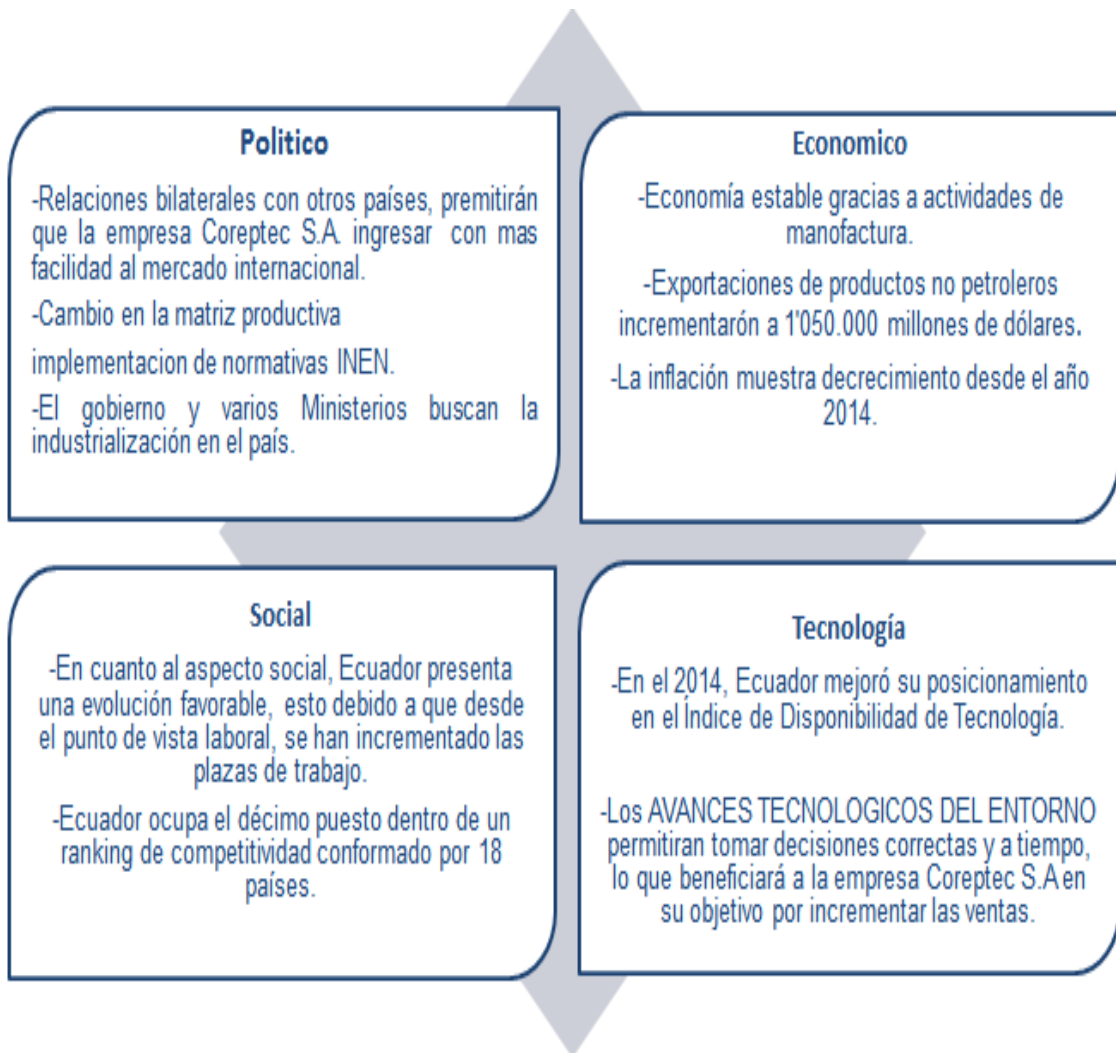 Politico
-Relaciones bilaterales con otros países, premitirán
que la empresa Coreptec S.A. ingresar con mas
facilidad al mercado internacional.
-Cambio en la matriz productiva
implementacion de normativas INEN.
-El gobierno y varios Ministerios buscan la
industrialización en el país.
Economico
-Economía estable gracias a actividades de
manofactura.
-Exportaciones de productos no petroleros
incrementarón a 1'050.000 millones de dólares.
-La inflación muestra decrecimiento desde el año
2014.
Social
-En cuanto al aspecto social, Ecuador presenta
una evolución favorable, esto debido a que desde
el punto de vista laboral, se han incrementado las
plazas de trabajo.
-Ecuador ocupa el décimo puesto dentro de un
ranking de competitividad conformado por 18
países.
Tecnología
-En el 2014, Ecuador mejoró su posicionamiento
en el Índice de Disponibilidad de Tecnología.
-Los AVANCES TECNOLOGICOS DEL ENTORNO
permitiran tomar decisiones correctas y a tiempo,
lo que beneficiará a la empresa Coreptec S.A en
su objetivo por incrementar las ventas.